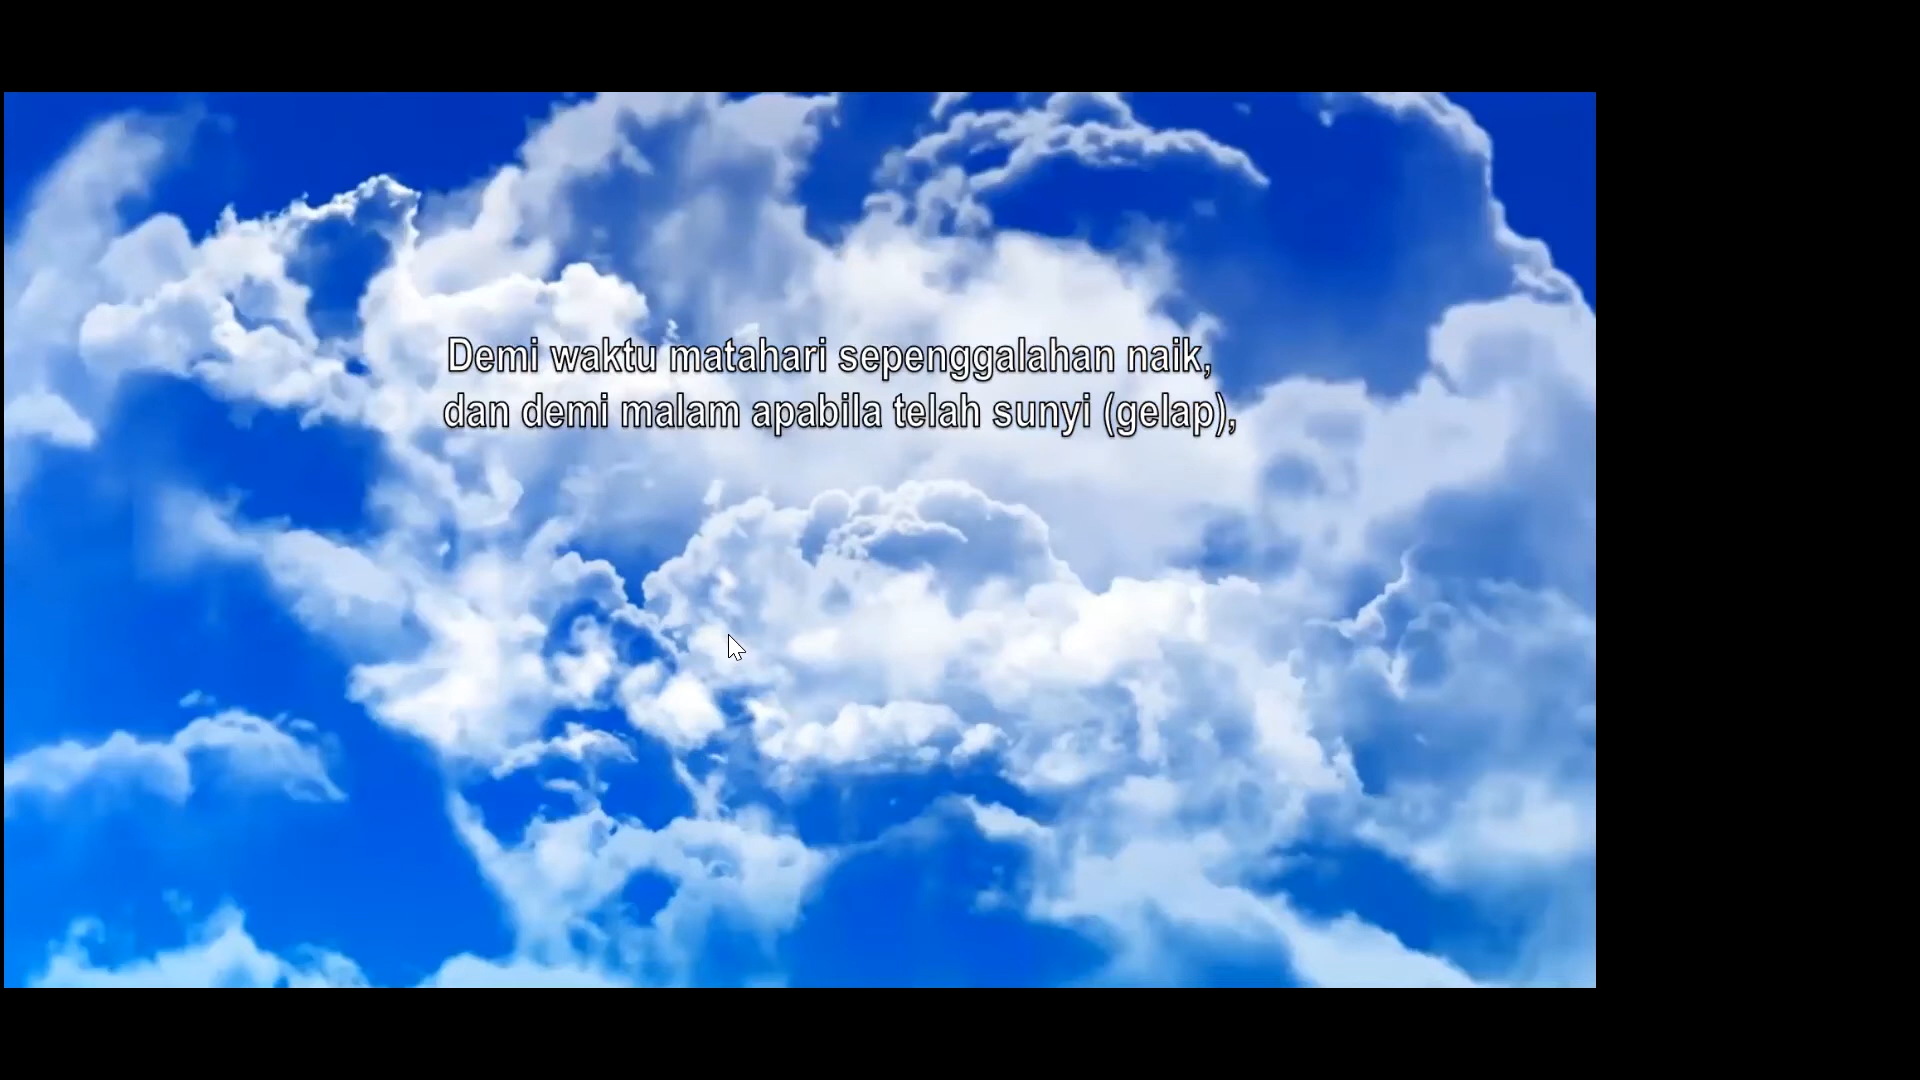 Demi waktu matahari sepenggalahan naik,
dan demi malam apabila telah sunyi (gelap),